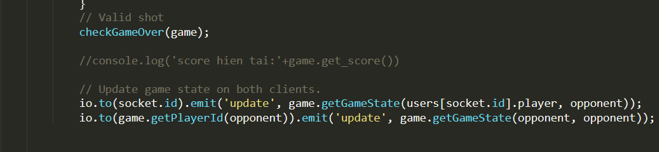 }
// Valid shot
checkGameOver(game);
//console.log('score hien tai:'+game.get_score())
// Update game state on both clients.
io.to(socket.id).emit('update', game.getGameState(users[socket.id].player, opponent));
io.to(game.getPlayerId(opponent)).emit('update', game.getGameState(opponent, opponent));